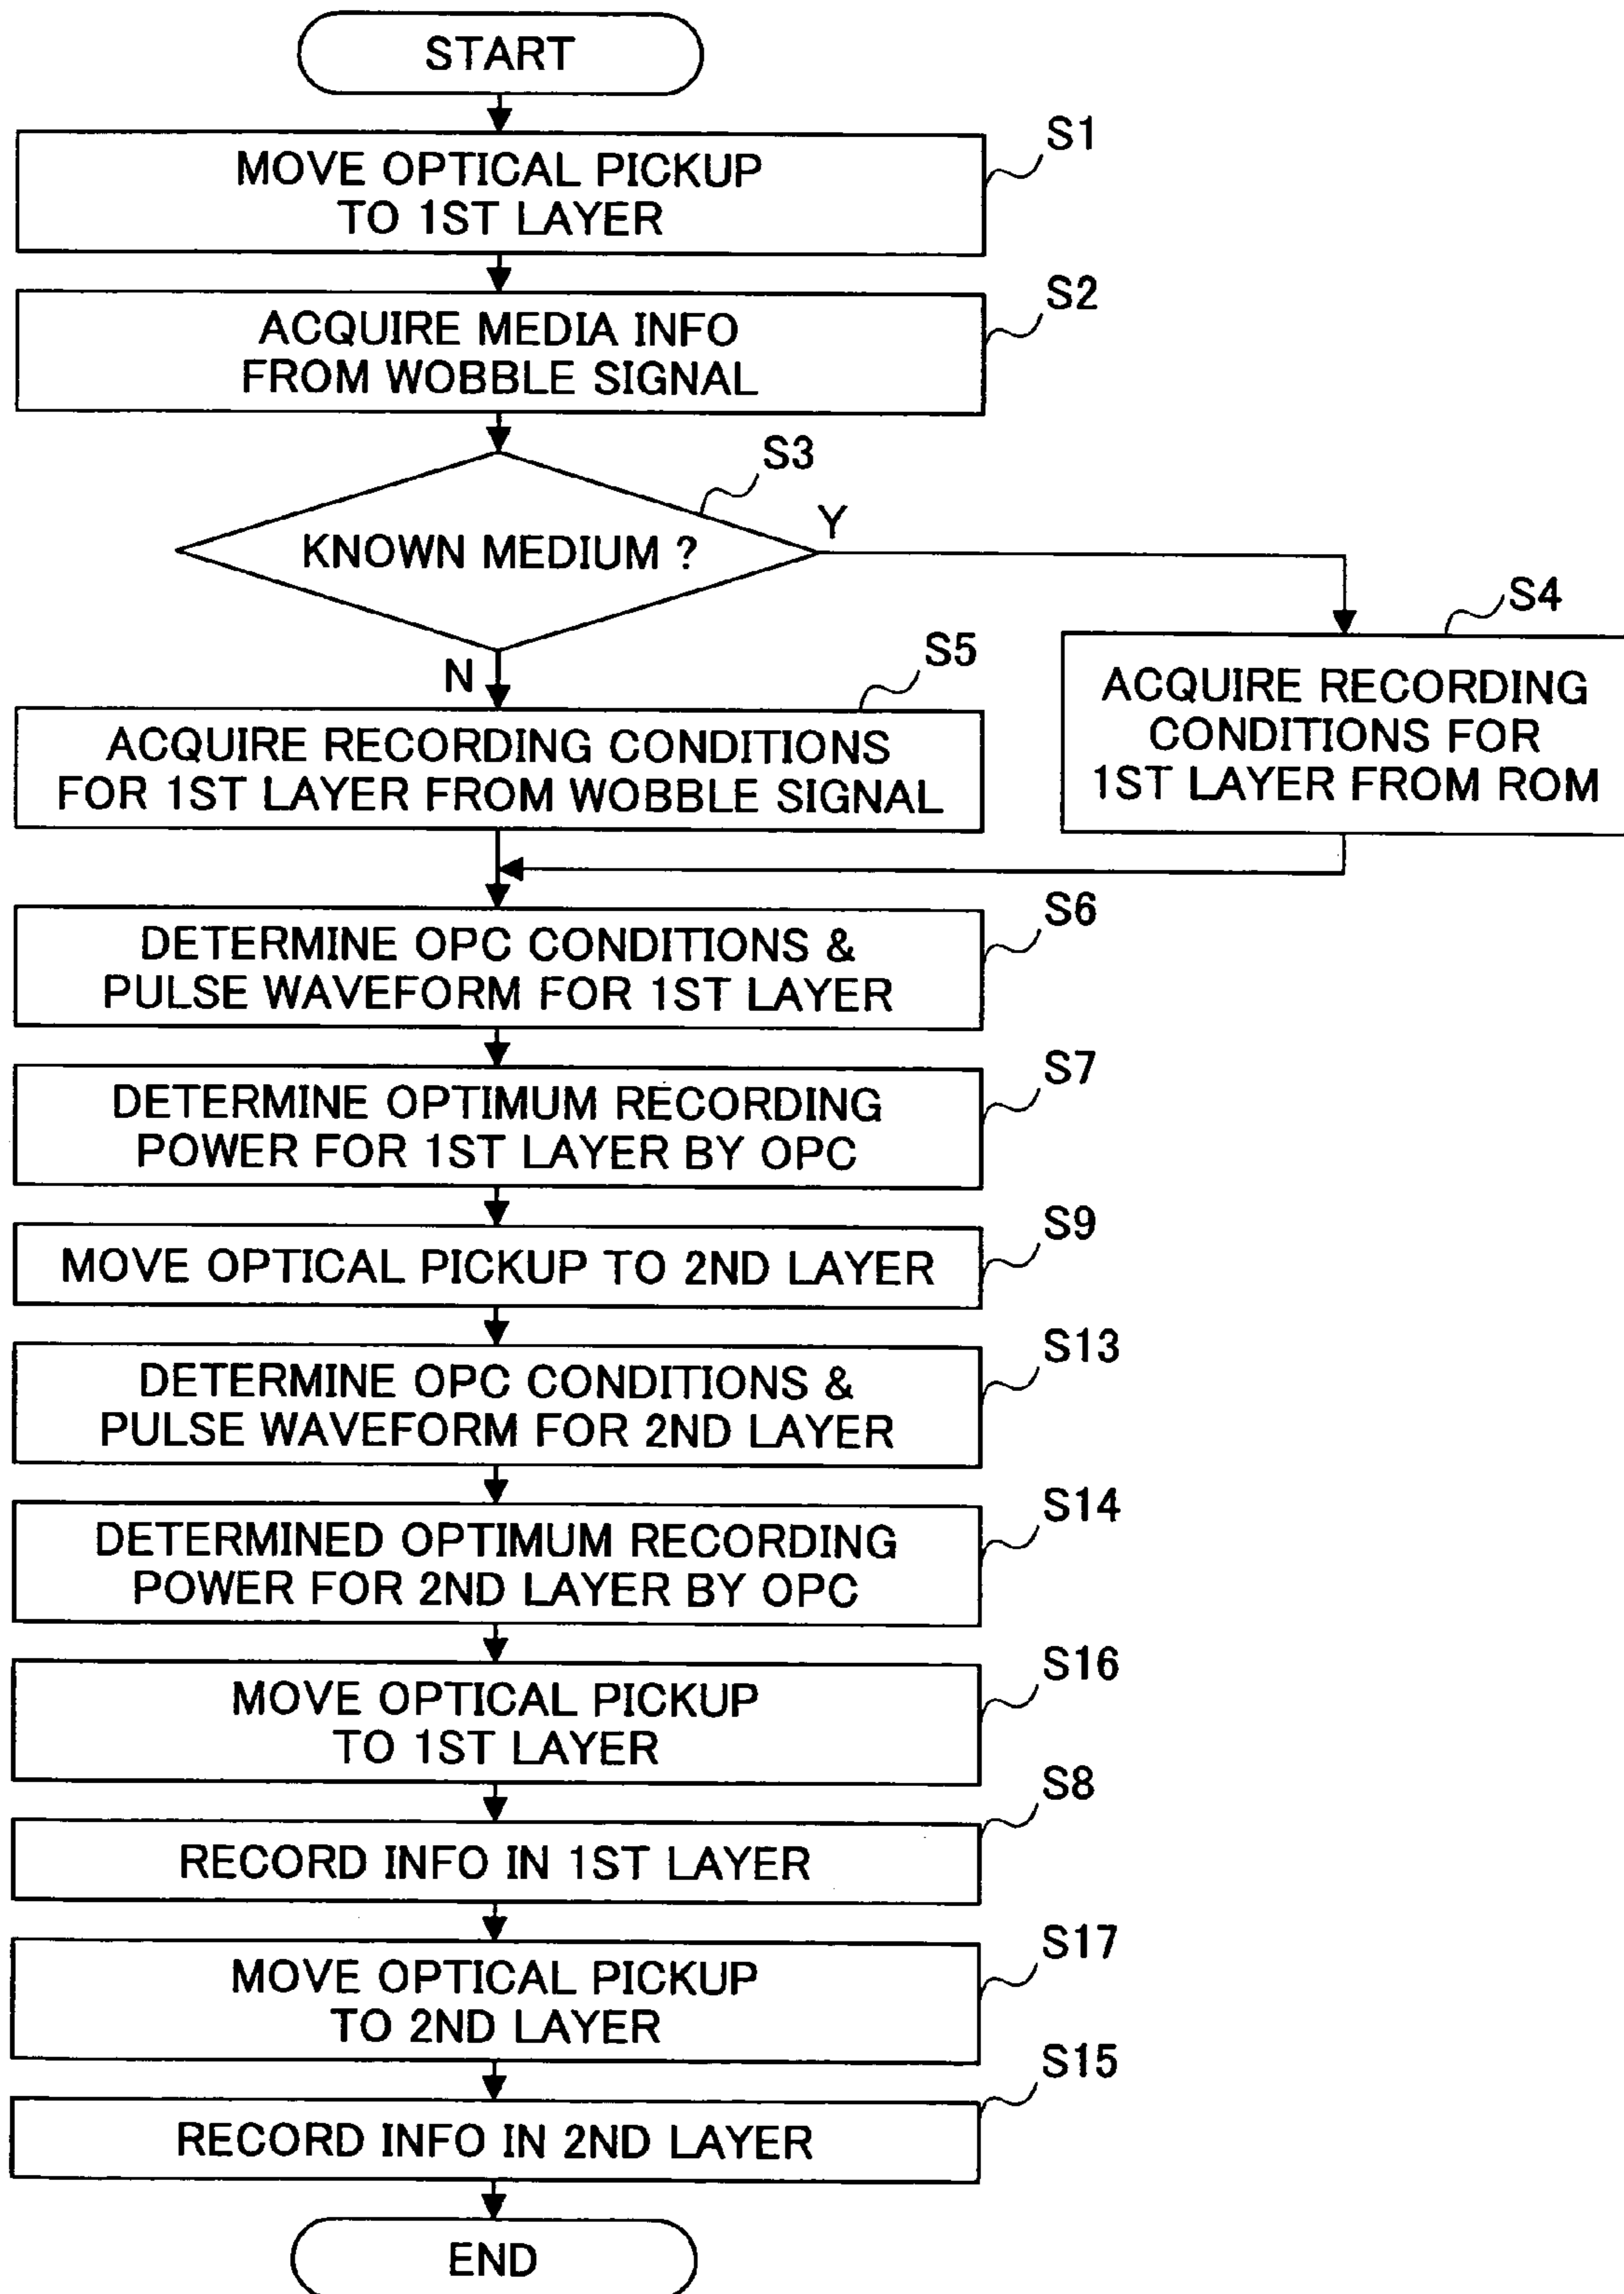 START
S1
MOVE OPTICAL PICKUP
TO 1ST LAYER
S2
ACQUIRE MEDIA INFO
FROM WOBBLE SIGNAL
S3
KNOWN MEDIUM ?
Y
N
S4
ACQUIRE RECORDING
CONDITIONS FOR
1ST LAYER FROM ROM
S5
ACQUIRE RECORDING CONDITIONS
FOR 1ST LAYER FROM WOBBLE SIGNAL
S6
DETERMINE OPC CONDITIONS &
PULSE WAVEFORM FOR 1ST LAYER
S7
DETERMINE OPTIMUM RECORDING
POWER FOR 1ST LAYER BY OPC
S9
MOVE OPTICAL PICKUP TO 2ND LAYER
S13
DETERMINE OPC CONDITIONS &
PULSE WAVEFORM FOR 2ND LAYER
S14
DETERMINED OPTIMUM RECORDING
POWER FOR 2ND LAYER BY OPC
S16
MOVE OPTICAL PICKUP
TO 1ST LAYER
S8
RECORD INFO IN 1ST LAYER
S17
MOVE OPTICAL PICKUP
TO 2ND LAYER
S15
RECORD INFO IN 2ND LAYER
END